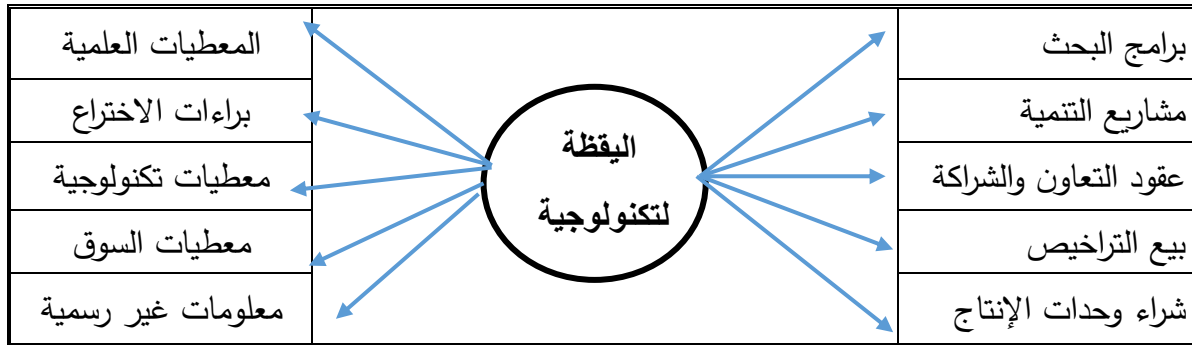 برامج البحث
مشاريع التنمية
عقود التعاون والشراكة
بيع التراخيص
شراء وحدات الإنتاج
اليقظة
لتكنولوجية
المعطيات العلمية
براءات الاختراع
معطيات تكنولوجية
معطيات السوق
معلومات غير رسمية